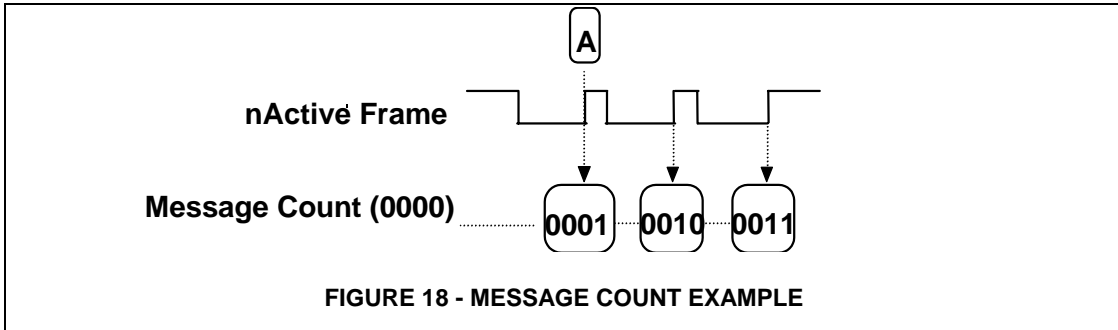 A
nActive Frame
Message Count (0000)
0001 0010 0011
FIGURE 18 - MESSAGE COUNT EXAMPLE